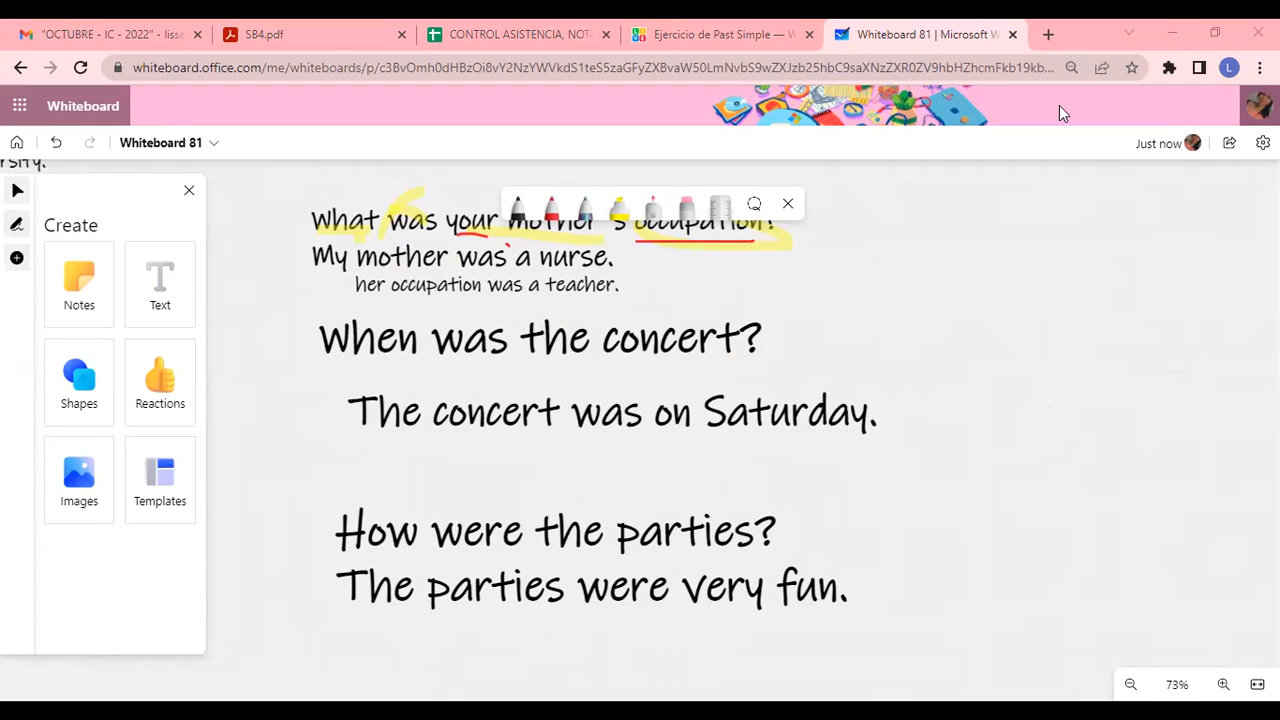 "OCTUBRE - IC - 2022" - lisse
SB4.pdf
CONTROL ASISTENCIA, NOTA
Ejercicio de Past Simple — W
Whiteboard 81 | Microsoft W
Whiteboard
Whiteboard 81
Just now
rsity.
Create
Notes
Text
Shapes
Reactions
Images
Templates
What was your mother's occupation?
My mother was a nurse.
her occupation was a teacher.
When was the concert?
The concert was on Saturday.
How were the parties?
The parties were very fun.
L
73%